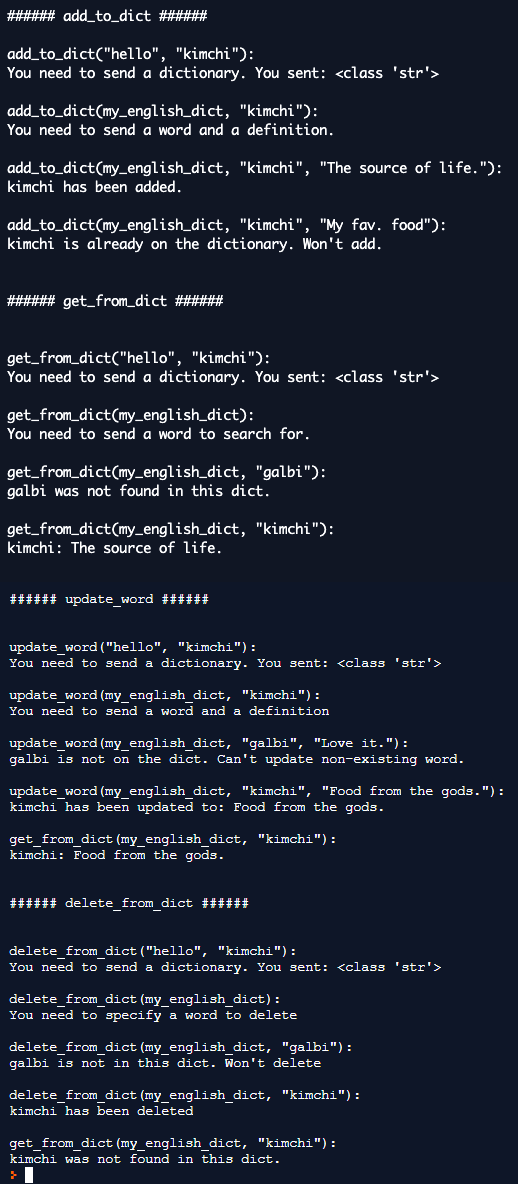 ###### add_to_dict ######
add_to_dict("hello", "kimchi"):
You need to send a dictionary. You sent: <class 'str'>
add_to_dict(my_english_dict, "kimchi"):
You need to send a word and a definition.
add_to_dict(my_english_dict, "kimchi", "The source of life."):
kimchi has been added.
add_to_dict(my_english_dict, "kimchi", "My fav. food"):
kimchi is already on the dictionary. Won't add.
###### get_from_dict ######
get_from_dict("hello", "kimchi"):
You need to send a dictionary. You sent: <class 'str'>
get_from_dict(my_english_dict):
You need to send a word to search for.
get_from_dict(my_english_dict, "galbi"):
galbi was not found in this dict.
get_from_dict(my_english_dict, "kimchi"):
kimchi: The source of life.
###### update_word ######
update_word("hello", "kimchi"):
You need to send a dictionary. You sent: <class 'str'>
update_word(my_english_dict, "kimchi"):
You need to send a word and a definition
update_word(my_english_dict, "galbi", "Love it."):
galbi is not on the dict. Can't update non-existing word.
update_word(my_english_dict, "kimchi", "Food from the gods."):
kimchi has been updated to: Food from the gods.
get_from_dict(my_english_dict, "kimchi"):
kimchi: Food from the gods.
###### delete_from_dict ######
delete_from_dict("hello", "kimchi"):
You need to send a dictionary. You sent: <class 'str'>
delete_from_dict(my_english_dict):
You need to specify a word to delete
delete_from_dict(my_english_dict, "galbi"):
galbi is not in this dict. Won't delete
delete_from_dict(my_english_dict, "kimchi"):
kimchi has been deleted
get_from_dict(my_english_dict, "kimchi"):
kimchi was not found in this dict.